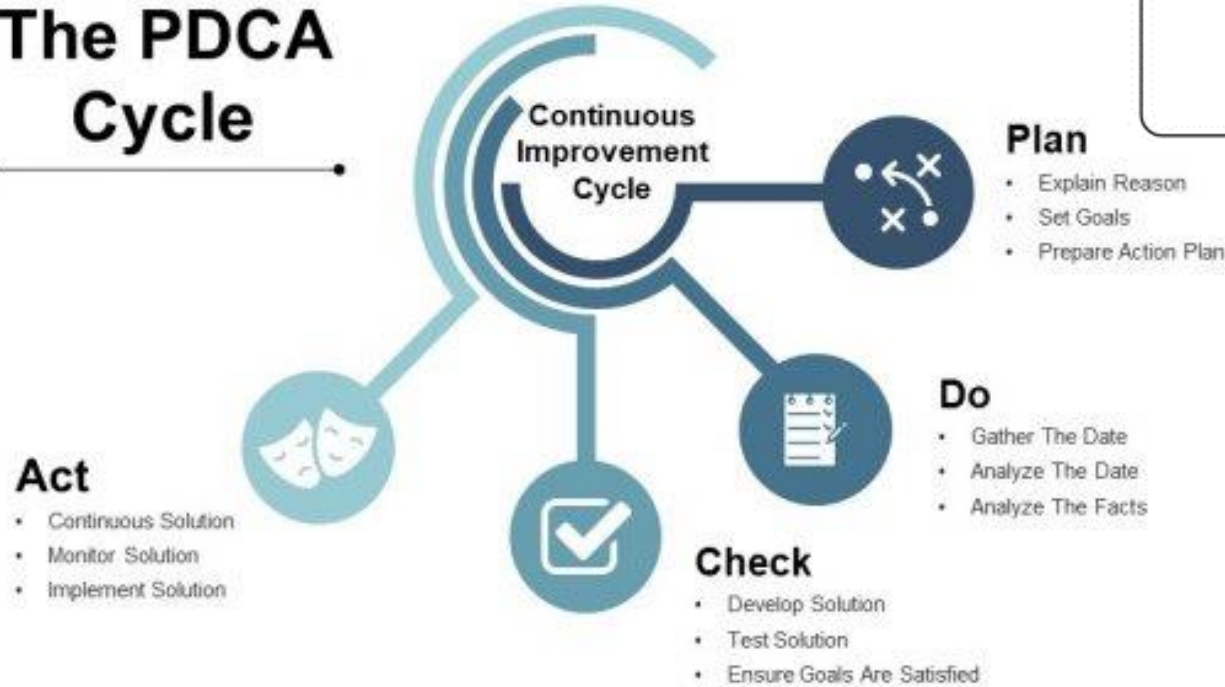 The PDCA
Cycle
Continuous
Improvement
Cycle
Plan
• Explain Reason
• Set Goals
• Prepare Action Plan
Do
• Gather The Date
• Analyze The Date
• Analyze The Facts
Check
• Develop Solution
• Test Solution
• Ensure Goals Are Satisfied
Act
• Continuous Solution
• Monitor Solution
• Implement Solution